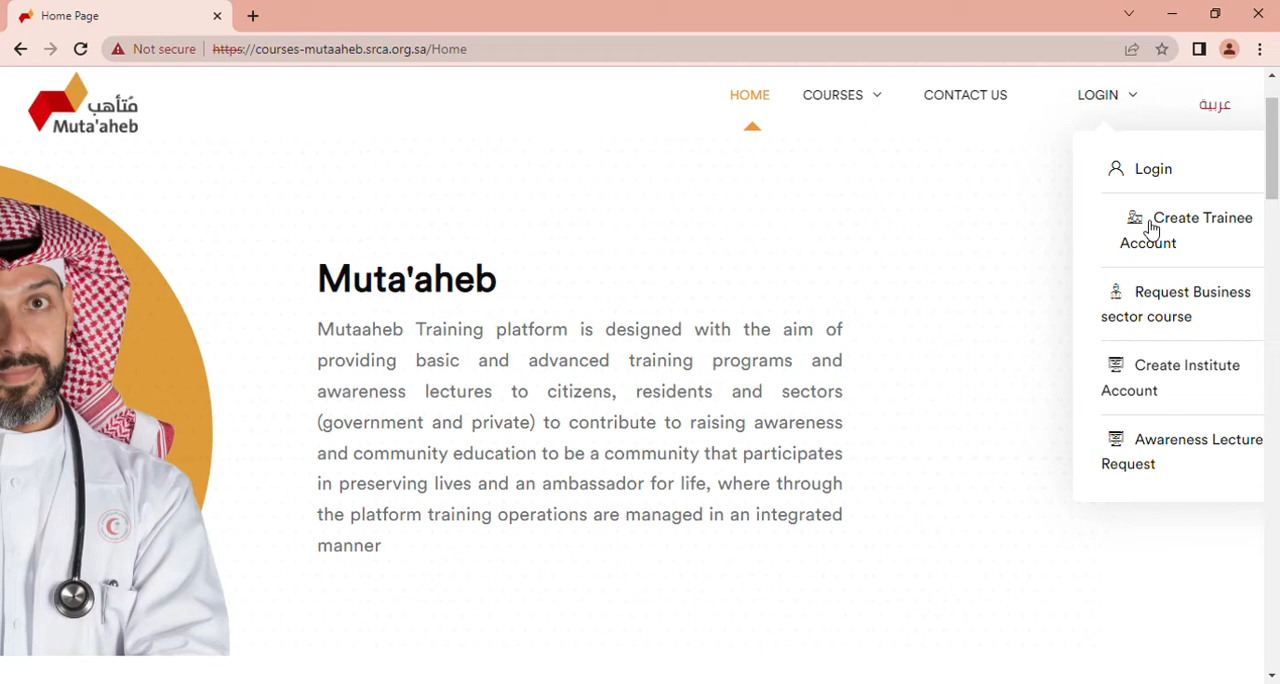 Home Page
Not secure https://courses-mutaaheb.srca.org.sa/Home
مُتأهب
Muta'aheb
HOME
COURSES
CONTACT US
LOGIN
عربية
Login
Create Trainee
Account
Request Business
sector course
Create Institute
Account
Awareness Lecture
Request
Muta'aheb
Mutaaheb Training platform is designed with the aim of
providing basic and advanced training programs and
awareness lectures to citizens, residents and sectors
(government and private) to contribute to raising awareness
and community education to be a community that participates
in preserving lives and an ambassador for life, where through
the platform training operations are managed in an integrated
manner